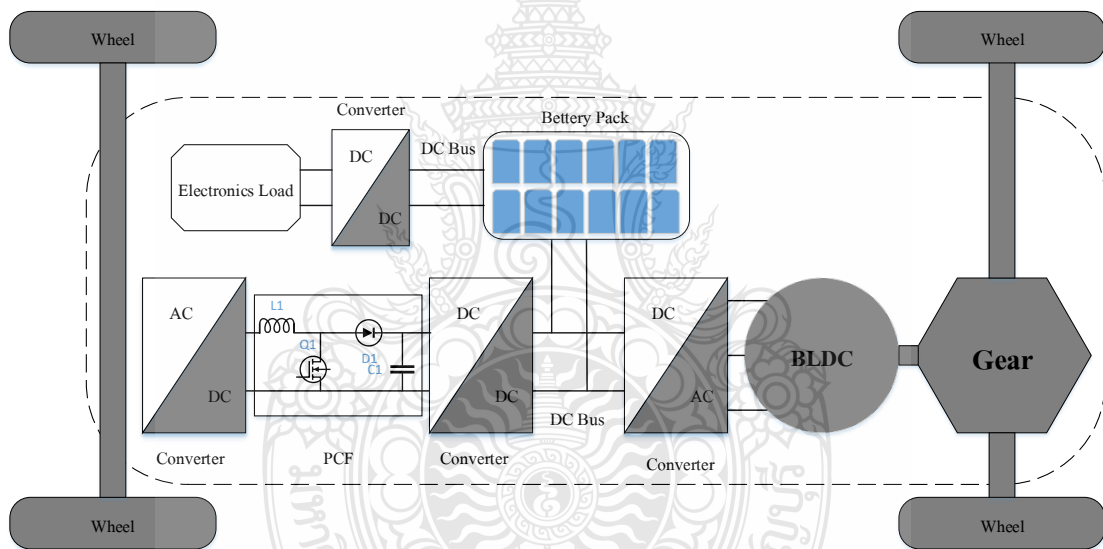 Wheel
Wheel
Converter
Bettery Pack
DC Bus
DC
DC
Electronics Load
AC
DC
L1
Q1
D1
C1
DC
DC
DC
AC
BLDC
Gear
DC Bus
Converter
PCF
Converter
Converter
Wheel
Wheel